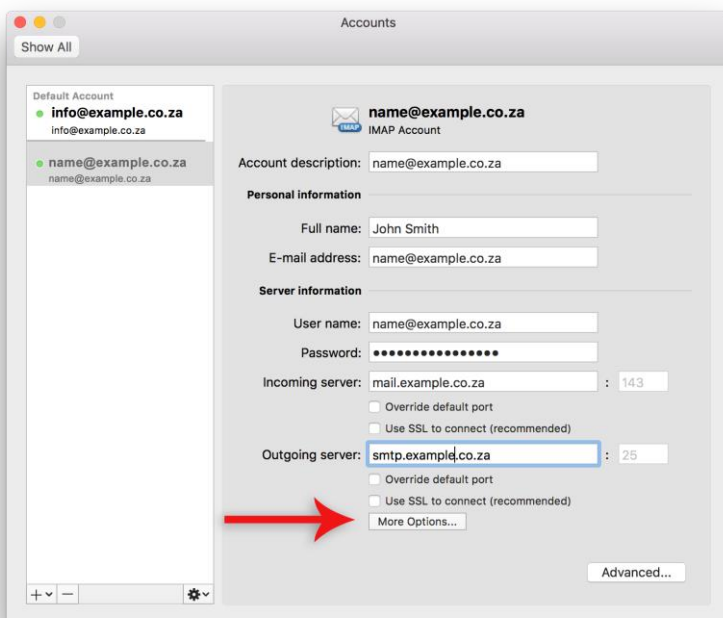 Accounts
Show All
Default Account
info@example.co.za
info@example.co.za
name@example.co.za
name@example.co.za
IMAP
name@example.co.za
IMAP Account
Account description: name@example.co.za
Personal information
Full name: John Smith
E-mail address: name@example.co.za
Server information
User name: name@example.co.za
Password: ••••••••••••••••
Incoming server: mail.example.co.za : 143
Override default port
Use SSL to connect (recommended)
Outgoing server: smtp.example.co.za : 25
Override default port
Use SSL to connect (recommended)
More Options...
Advanced...